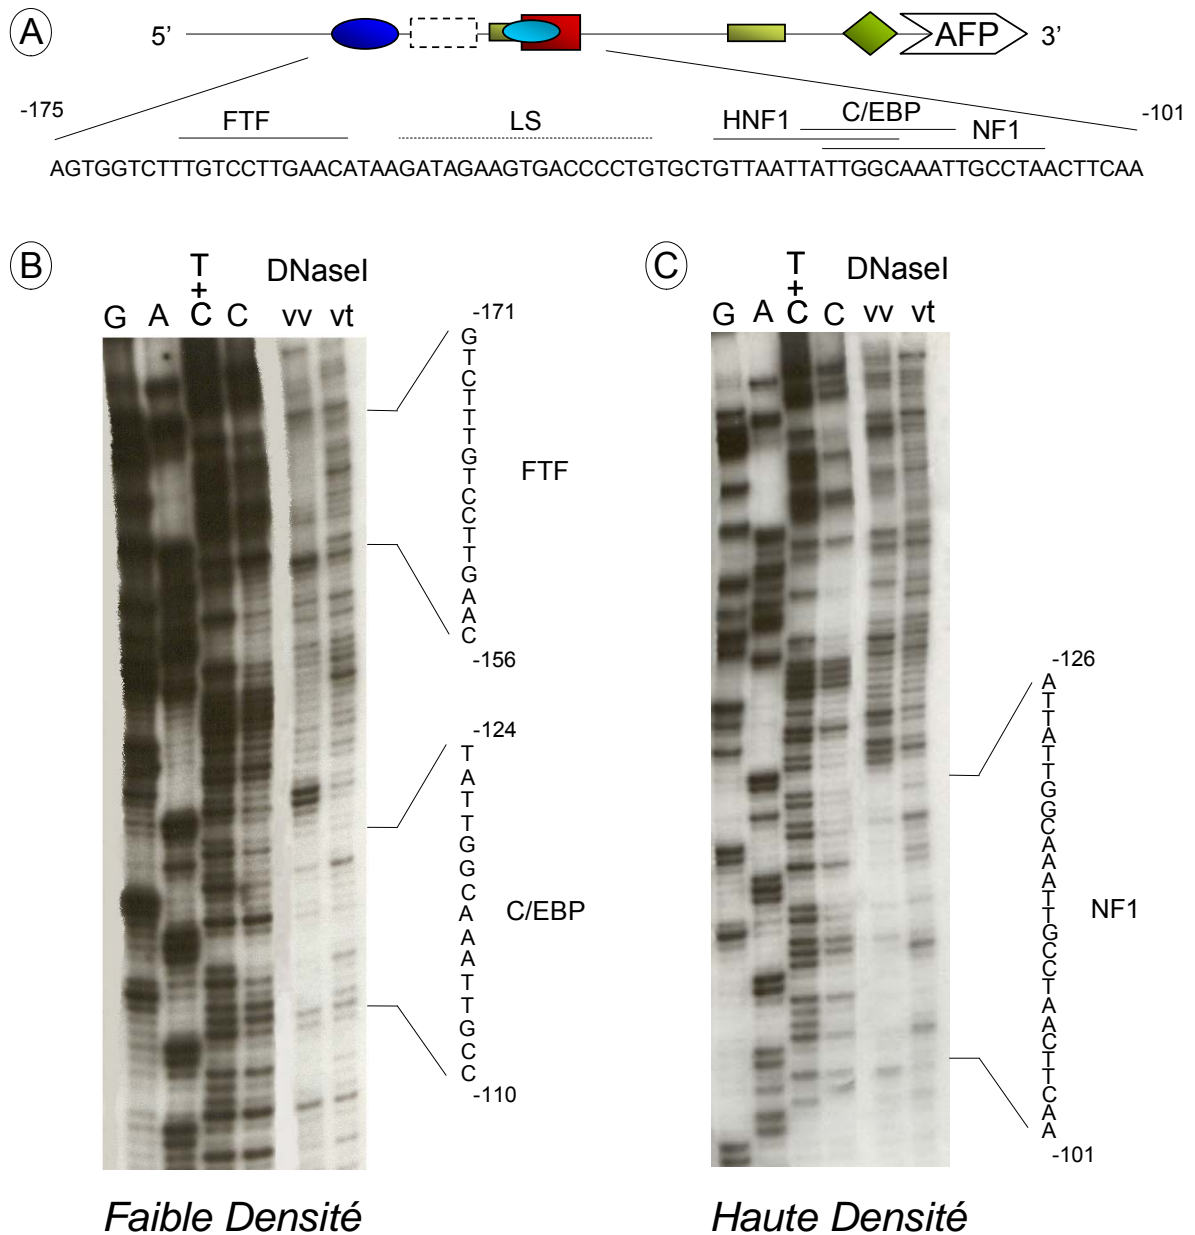 A
5’
AFP
3’
-175
-101
FTF
LS
HNF1
C/EBP
NF1
AGTGGTCTTTGTCCTTGAACATAAGATAGAAGTGACCCCTGTGCTGTTAATTATTGGCAAATTGCCTAACTTCAA
B
G
A
T
+
C
C
DNaseI
vv
vt
-171
G
T
C
T
T
T
G
T
C
C
T
T
G
A
A
C
-156
FTF
-124
T
A
T
T
G
G
C
A
A
A
T
T
G
C
C
-110
C/EBP
Faible Densité
C
G
A
T
+
C
C
DNaseI
vv
vt
-126
A
T
T
A
T
T
G
G
C
A
A
A
T
T
G
C
C
T
A
A
C
T
T
C
A
A
-101
NF1
Haute Densité